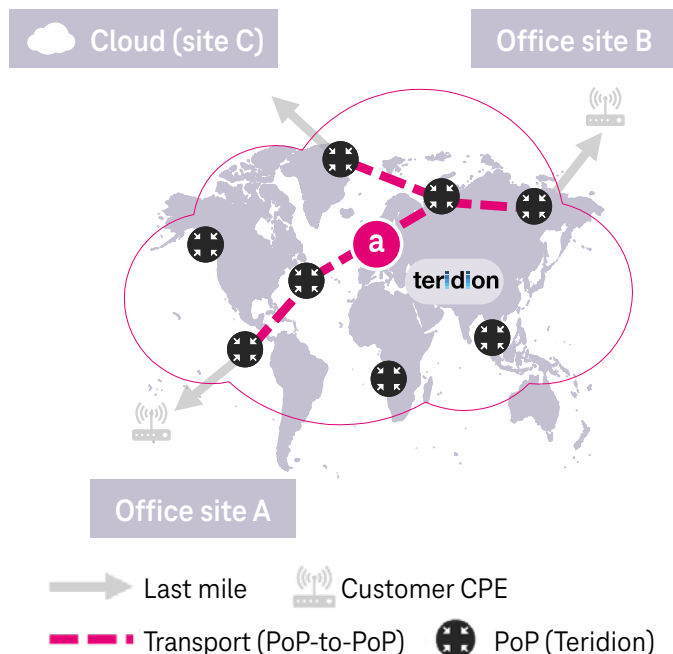 Cloud (site C)
Office site B
a
teridion
Office site A
Last mile
Customer CPE
Transport (PoP-to-PoP)
PoP (Teridion)